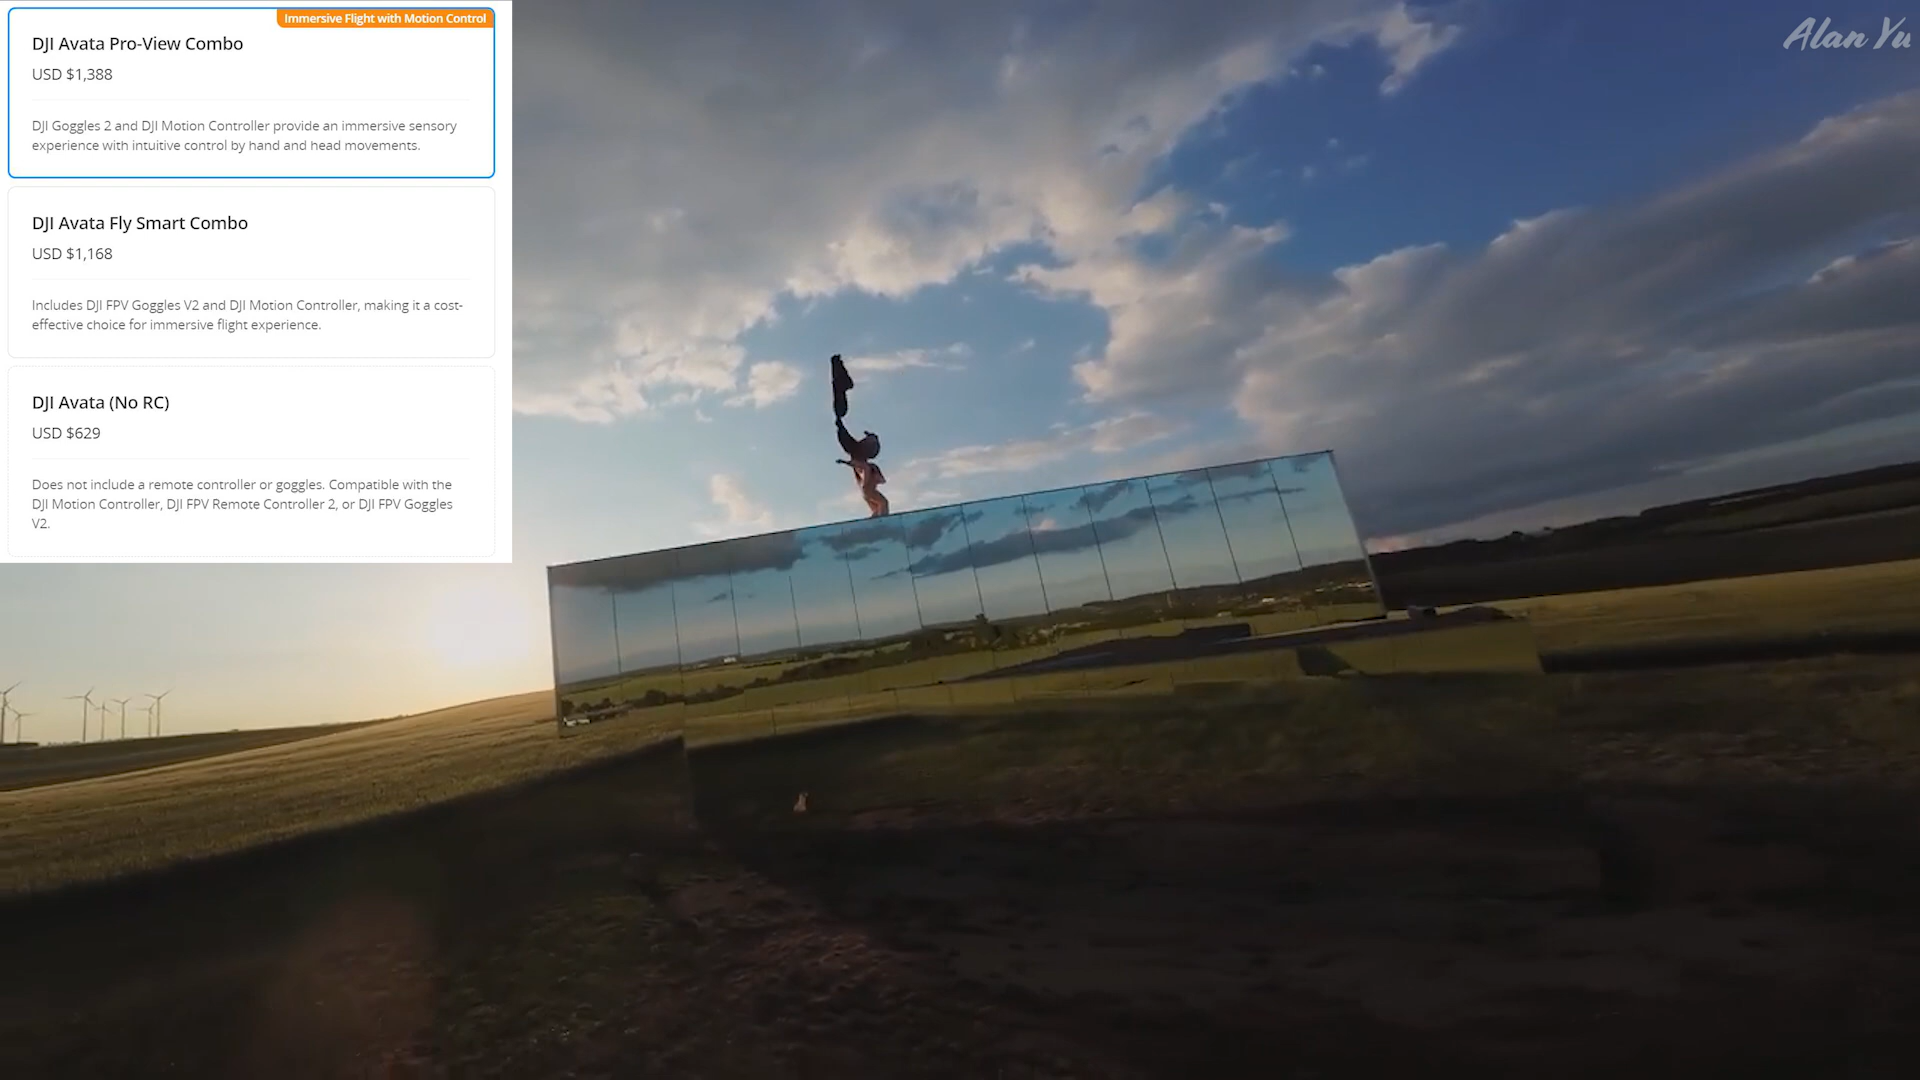 Immersive Flight with Motion Control
DJI Avata Pro-View Combo
USD $1,388
DJI Goggles 2 and DJI Motion Controller provide an immersive sensory
experience with intuitive control by hand and head movements.
DJI Avata Fly Smart Combo
USD $1,168
Includes DJI FPV Goggles V2 and DJI Motion Controller, making it a cost-
effective choice for immersive flight experience.
DJI Avata (No RC)
USD $629
Does not include a remote controller or goggles. Compatible with the
DJI Motion Controller, DJI FPV Remote Controller 2, or DJI FPV Goggles
V2.
Alan Yu